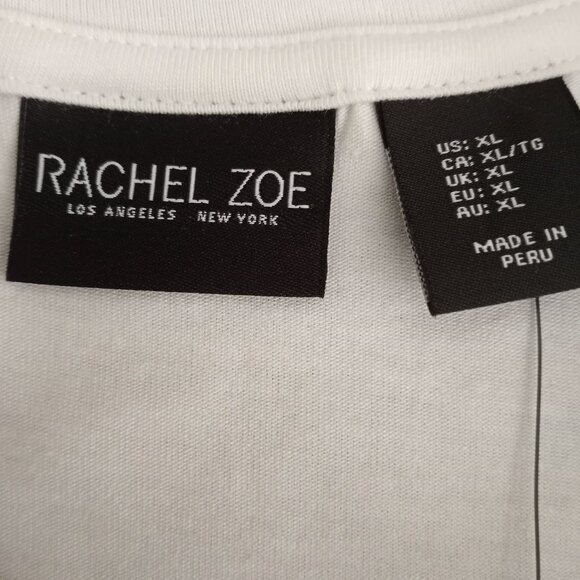 RACHEL ZOE
LOS ANGELES NEW YORK
US: XL
CA: XL/TG
UK: XL
EU: XL
AU: XL
MADE IN
PERU